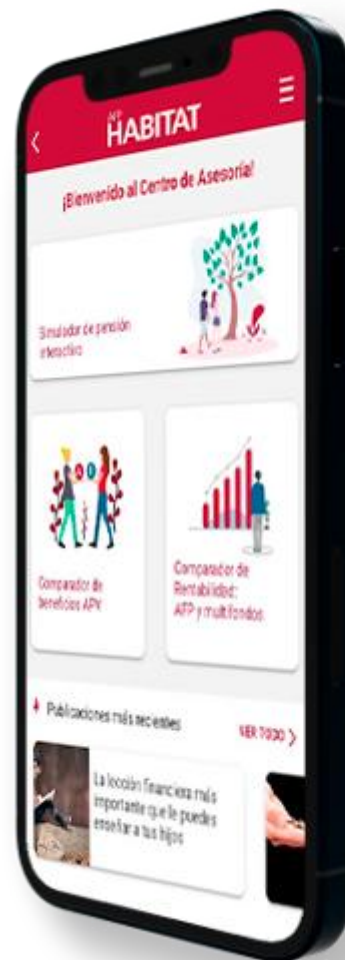 AFP
HABITAT
¡Bienvenido al Centro de Asesoría!
Simulador de pensión
interactivo
Comparador de
beneficios APV
Comparador de
Rentabilidad:
AFP y multifondos
Publicaciones más recientes
VER TODO
La lección financiera más
importante que le puedes
enseñar a tus hijos